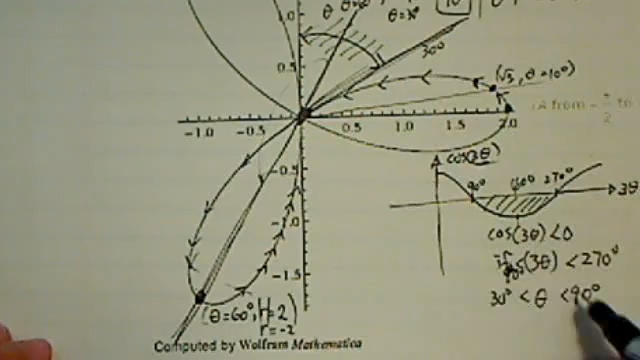 1.0
θ=60°
θ=30°
30°
0.5
(√3, θ=10°)
A from -π/2 to
-1.0 -0.5 0.5 1.0 1.5 2.0
cos(3θ)
90° 180° 270° 3θ
-0.5
-1.0
cos(3θ)<0
(3θ) < 270°
-1.5
30° < θ < 90°
(θ=60°, r=2)
r=-2
Computed by Wolfram Mathematica